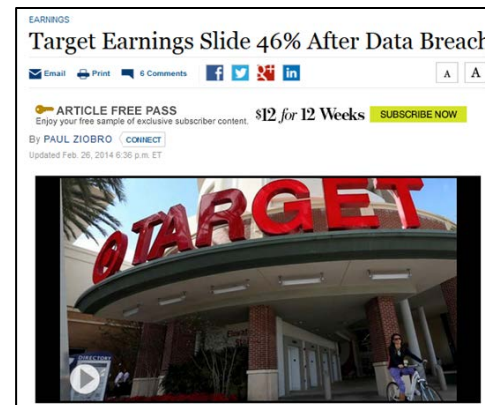 EARNINGS
Target Earnings Slide 46% After Data Breach
Email Print 6 Comments f in A A
ARTICLE FREE PASS
Enjoy your free sample of exclusive subscriber content.
$12 for 12 Weeks SUBSCRIBE NOW
By PAUL ZIOBRO CONNECT
Updated Feb. 26, 2014 6:36 p.m. ET
TARGET
DIRECTORY